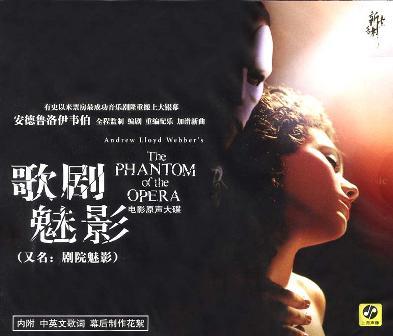 有史以来票房最成功音乐剧隆重搬上大银幕
安德鲁洛伊韦伯 全程监制 编剧 重编配乐 加谱新曲
Andrew Lloyd Webber's
The
PHANTOM
of the
OPERA
歌剧
魅影
电影原声大碟
(又名：剧院魅影)
内附 中英文歌词 幕后制作花絮
上海声像